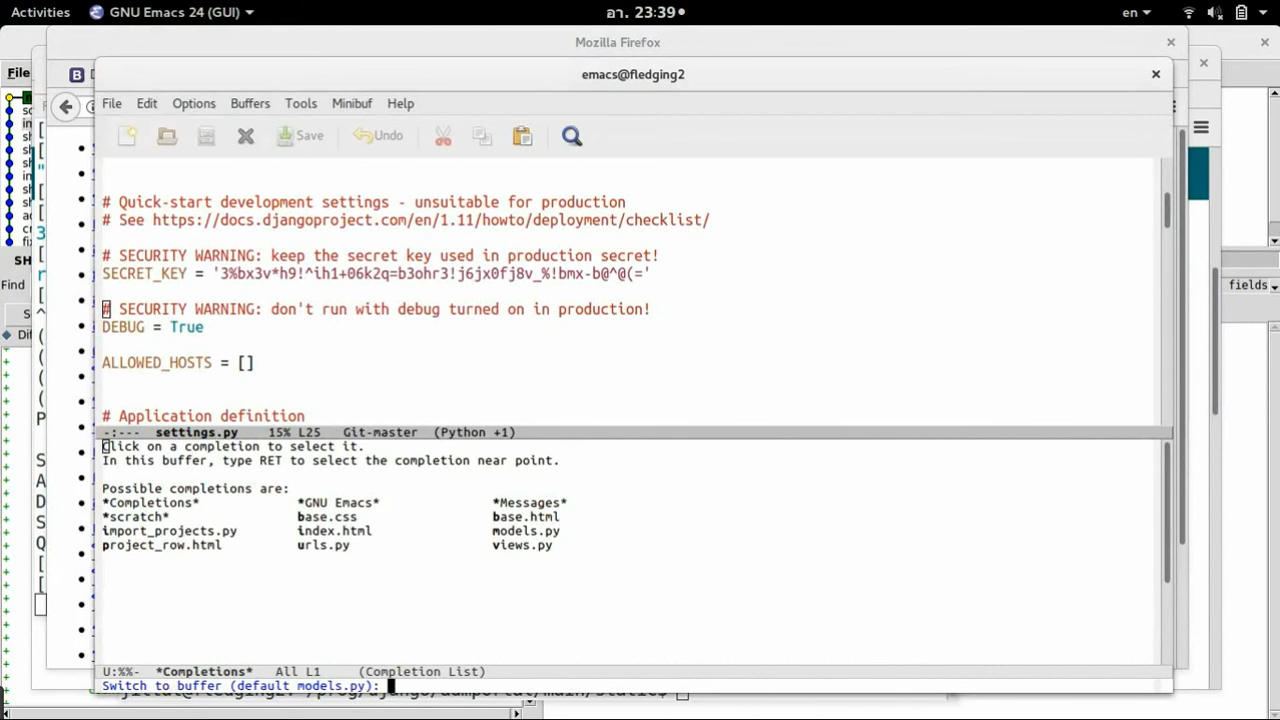 Activities GNU Emacs 24 (GUI) อา. 23:39 en
Mozilla Firefox
File
emacs@fledging2
File Edit Options Buffers Tools Minibuf Help
Save Undo
# Quick-start development settings - unsuitable for production
# See https://docs.djangoproject.com/en/1.11/howto/deployment/checklist/
# SECURITY WARNING: keep the secret key used in production secret!
SECRET_KEY = '3%bx3v*h9!^ih1+06k2q=b3ohr3!j6jx0fj8v_%!bmx-b@^@(='
Find
fields
# SECURITY WARNING: don't run with debug turned on in production!
DEBUG = True
ALLOWED_HOSTS = []
# Application definition
-:--- settings.py 15% L25 Git-master (Python +1)
Click on a completion to select it.
In this buffer, type RET to select the completion near point.
Possible completions are:
*Completions* *GNU Emacs* *Messages*
*scratch* base.css base.html
import_projects.py index.html models.py
project_row.html urls.py views.py
U:%%- *Completions* All L1 (Completion List)
Switch to buffer (default models.py):